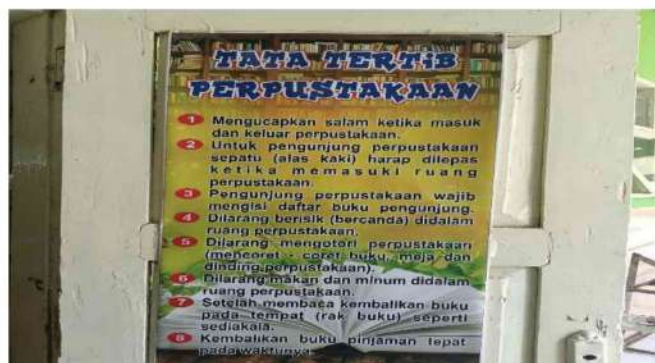 TATA TERTiB
PERPUSTAKAAN
1 Mengucapkan salam ketika masuk
dan keluar perpustakaan.
2 Untuk pengunjung perpustakaan
sepatu (alas kaki) harap dilepas
ketika memasuki ruang
perpustakaan.
3 Pengunjung perpustakaan wajib
mengisi daftar buku pengunjung.
4 Dilarang berisik (bercanda) didalam
ruang perpustakaan.
5 Dilarang mengotori perpustakaan
(mencoret - coret buku, meja dan
dinding perpustakaan).
6 Dilarang makan dan minum didalam
ruang perpustakaan.
7 Setelah membaca kembalikan buku
pada tempat (rak buku) seperti
sediakala.
8 Kembalikan buku pinjaman tepat
pada waktunya.